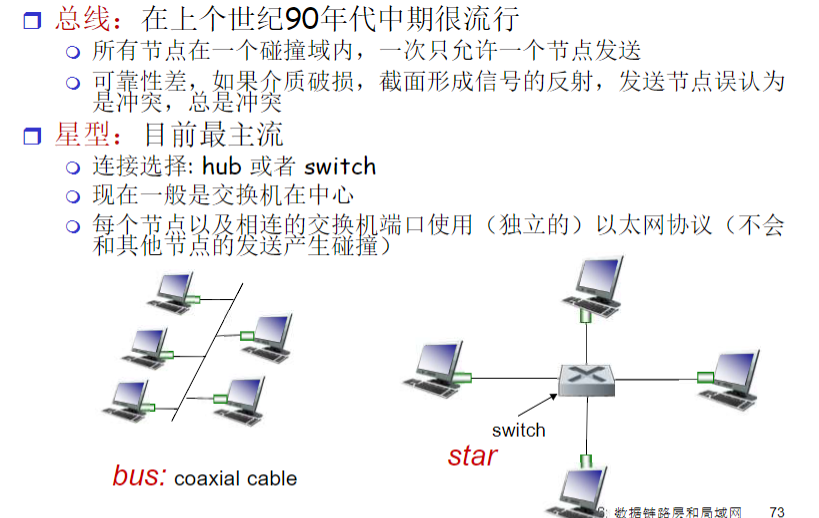 总线：在上个世纪90年代中期很流行
所有节点在一个碰撞域内，一次只允许一个节点发送
可靠性差，如果介质破损，截面形成信号的反射，发送节点误认为
是冲突，总是冲突
星型：目前最主流
连接选择: hub 或者 switch
现在一般是交换机在中心
每个节点以及相连的交换机端口使用（独立的）以太网协议（不会
和其他节点的发送产生碰撞）
switch
star
bus: coaxial cable
6: 数据链路层和局域网
73